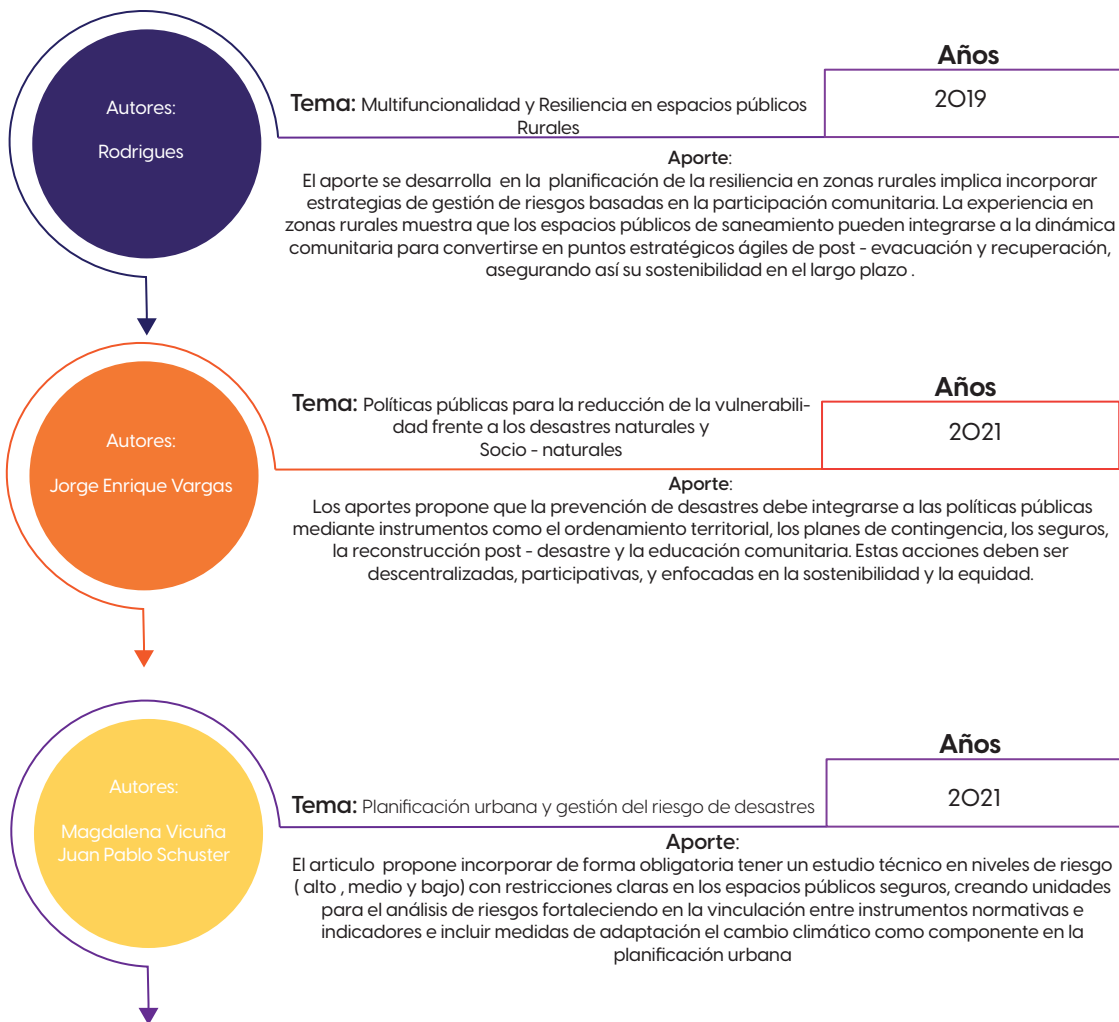 Autores:
Rodrigues
Años
2019
Tema: Multifuncionalidad y Resiliencia en espacios públicos
Rurales
Aporte:
El aporte se desarrolla en la planificación de la resiliencia en zonas rurales implica incorporar
estrategias de gestión de riesgos basadas en la participación comunitaria. La experiencia en
zonas rurales muestra que los espacios públicos de saneamiento pueden integrarse a la dinámica
comunitaria para convertirse en puntos estratégicos ágiles de post - evacuación y recuperación,
asegurando así su sostenibilidad en el largo plazo .
Autores:
Jorge Enrique Vargas
Años
2021
Tema: Políticas públicas para la reducción de la vulnerabili-
dad frente a los desastres naturales y
Socio - naturales
Aporte:
Los aportes propone que la prevención de desastres debe integrarse a las políticas públicas
mediante instrumentos como el ordenamiento territorial, los planes de contingencia, los seguros,
la reconstrucción post - desastre y la educación comunitaria. Estas acciones deben ser
descentralizadas, participativas, y enfocadas en la sostenibilidad y la equidad.
Autores:
Magdalena Vicuña
Juan Pablo Schuster
Años
2021
Tema: Planificación urbana y gestión del riesgo de desastres
Aporte:
El articulo propone incorporar de forma obligatoria tener un estudio técnico en niveles de riesgo
( alto , medio y bajo) con restricciones claras en los espacios públicos seguros, creando unidades
para el análisis de riesgos fortaleciendo en la vinculación entre instrumentos normativas e
indicadores e incluir medidas de adaptación el cambio climático como componente en la
planificación urbana